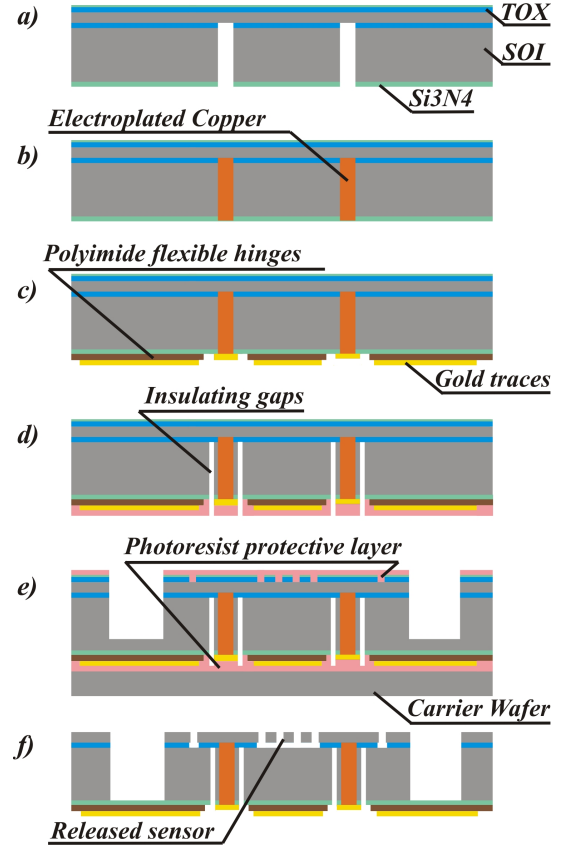 a)
TOX
SOI
Si3N4
Electroplated Copper
b)
Polyimide flexible hinges
c)
Gold traces
Insulating gaps
d)
Photoresist protective layer
e)
Carrier Wafer
f)
Released sensor